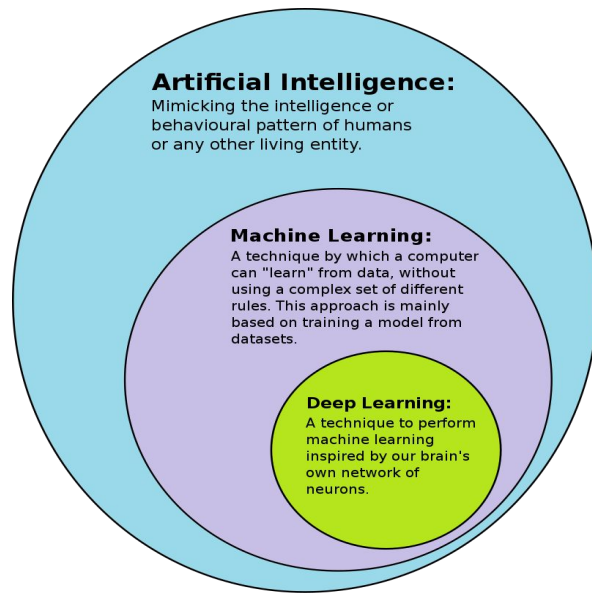 Artificial Intelligence:
Mimicking the intelligence or
behavioural pattern of humans
or any other living entity.
Machine Learning:
A technique by which a computer
can "learn" from data, without
using a complex set of different
rules. This approach is mainly
based on training a model from
datasets.
Deep Learning:
A technique to perform
machine learning
inspired by our brain's
own network of
neurons.